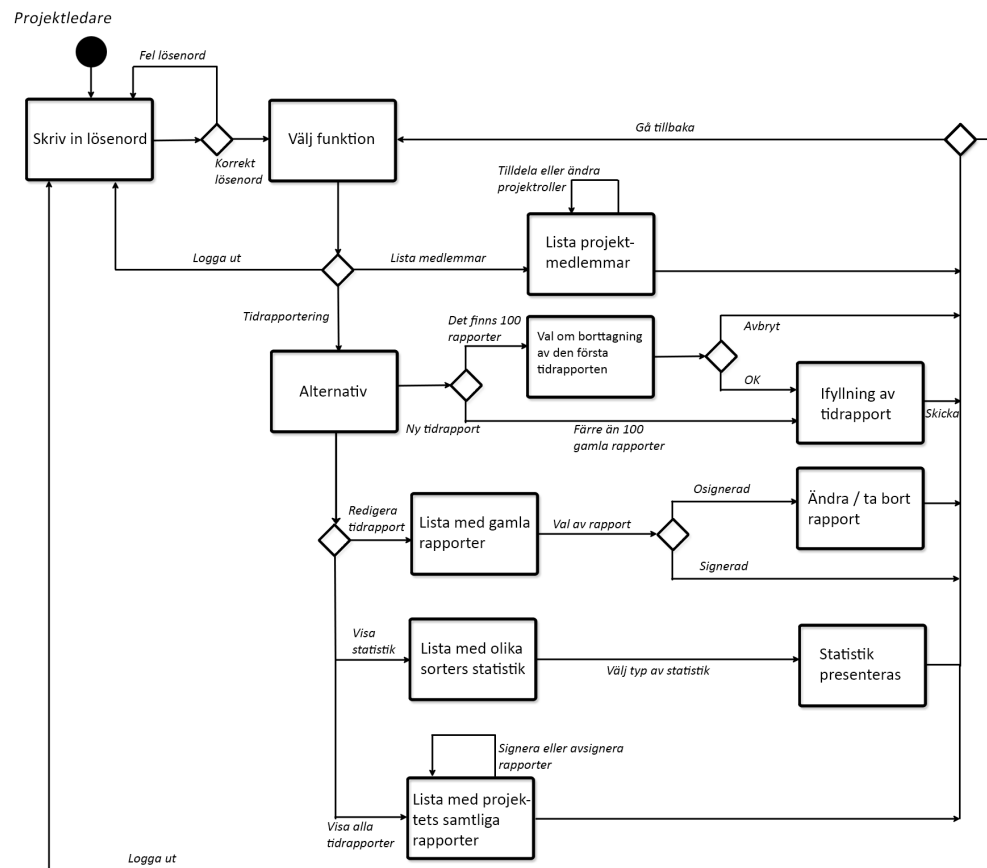 Projektledare
Fel lösenord
Skriv in lösenord
Korrekt
lösenord
Välj funktion
Gå tillbaka
Tilldela eller ändra
projektroller
Lista projekt-
medlemmar
Logga ut
Lista medlemmar
Tidrapportering
Det finns 100
rapporter
Val om borttagning
av den första
tidrapporten
Avbryt
OK
Alternativ
Ny tidrapport
Färre än 100
gamla rapporter
Ifyllning av
tidrapport
Skicka
Redigera
tidrapport
Lista med gamla
rapporter
Val av rapport
Osignerad
Ändra / ta bort
rapport
Signerad
Visa
statistik
Lista med olika
sorters statistik
Välj typ av statistik
Statistik
presenteras
Signera eller avsignera
rapporter
Lista med projek-
tets samtliga
rapporter
Visa alla
tidrapporter
Logga ut